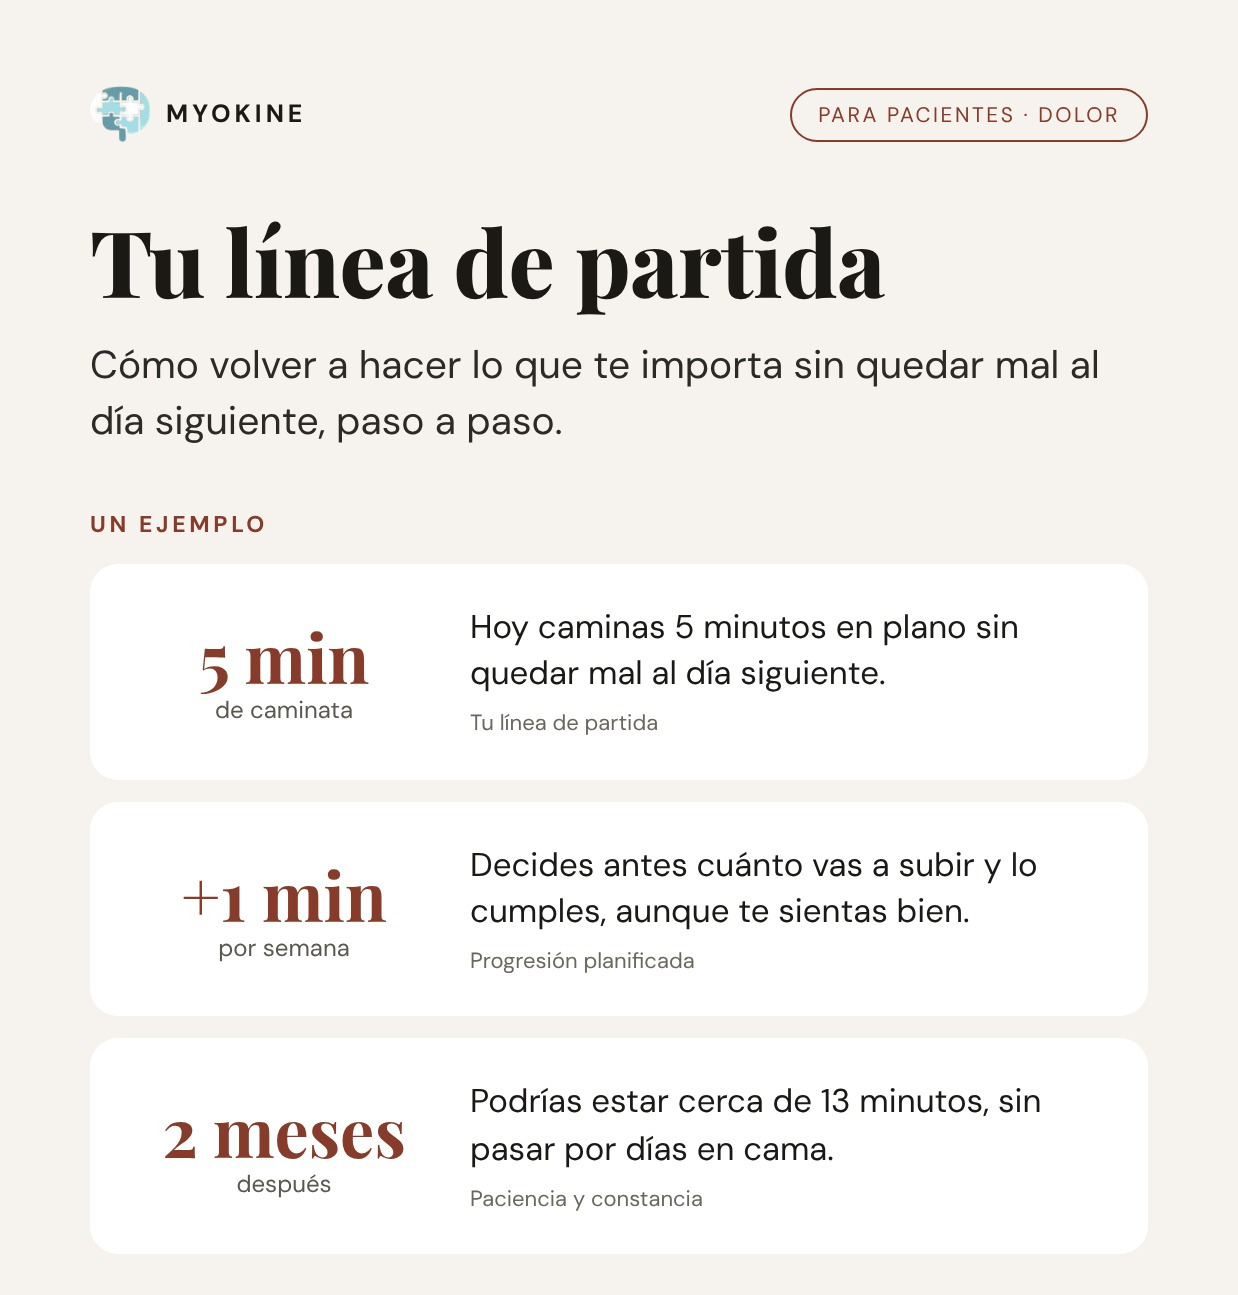 MYOKINE
PARA PACIENTES · DOLOR
Tu línea de partida
Cómo volver a hacer lo que te importa sin quedar mal al
día siguiente, paso a paso.
UN EJEMPLO
5 min
de caminata
Hoy caminas 5 minutos en plano sin
quedar mal al día siguiente.
Tu línea de partida
+1 min
por semana
Decides antes cuánto vas a subir y lo
cumples, aunque te sientas bien.
Progresión planificada
2 meses
después
Podrías estar cerca de 13 minutos, sin
pasar por días en cama.
Paciencia y constancia